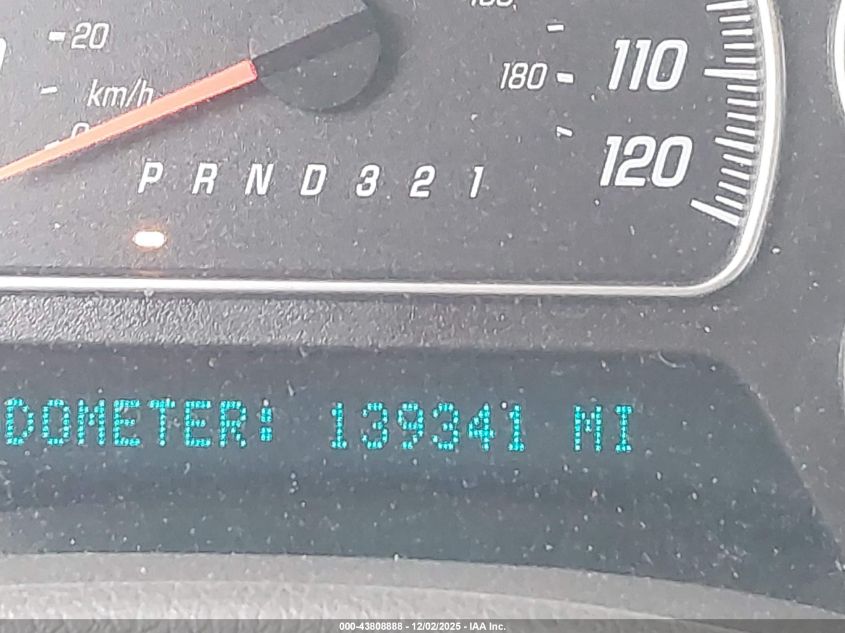 20
km/h
180
110
120
P R N D 3 2 1
DOMETER: 139341 MI
000-43808888 - 12/02/2025 - IAA Inc.